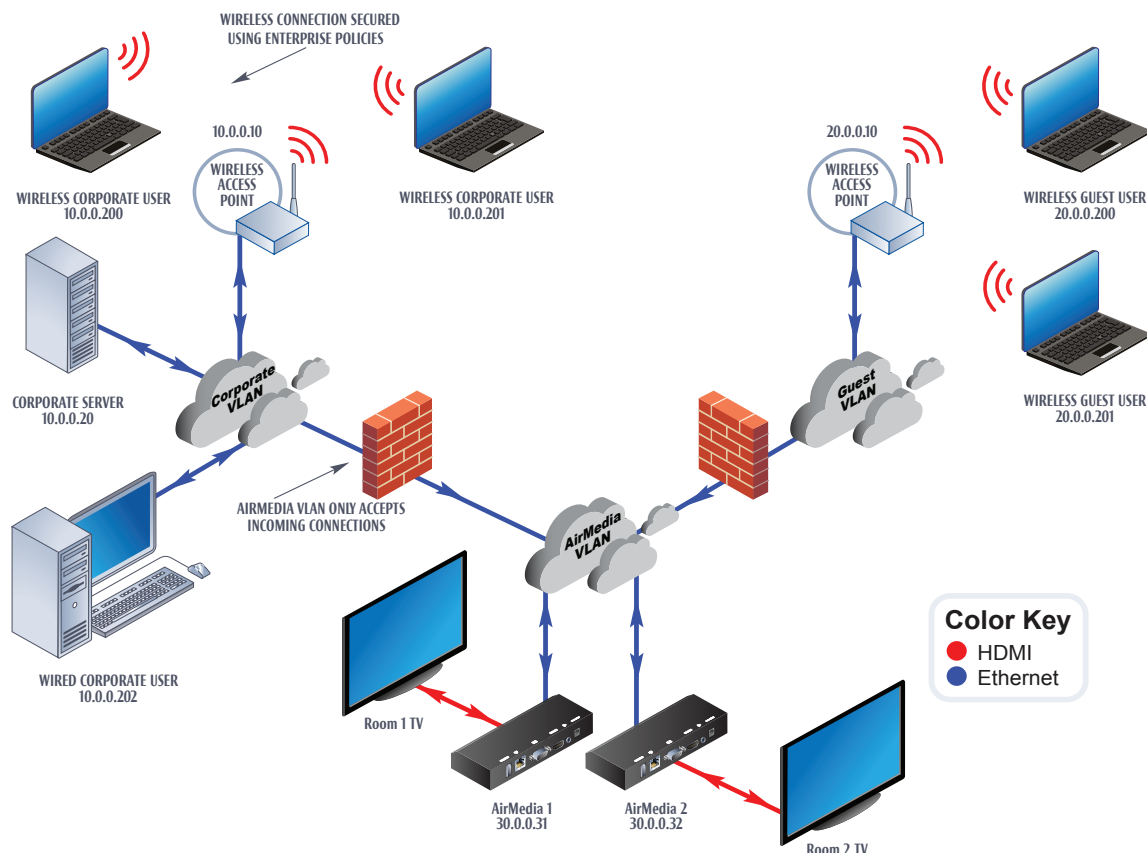 WIRELESS CONNECTION SECURED
USING ENTERPRISE POLICIES
10.0.0.10
20.0.0.10
WIRELESS
ACCESS
POINT
WIRELESS
ACCESS
POINT
WIRELESS CORPORATE USER
10.0.0.200
WIRELESS CORPORATE USER
10.0.0.201
WIRELESS GUEST USER
20.0.0.200
CORPORATE SERVER
10.0.0.20
Corporate
VLAN
Guest
VLAN
WIRELESS GUEST USER
20.0.0.201
AIRMEDIA VLAN ONLY ACCEPTS
INCOMING CONNECTIONS
AirMedia
VLAN
WIRED CORPORATE USER
10.0.0.202
Color Key
HDMI
Ethernet
Room 1 TV
AirMedia 1
30.0.0.31
AirMedia 2
30.0.0.32
Room 2 TV